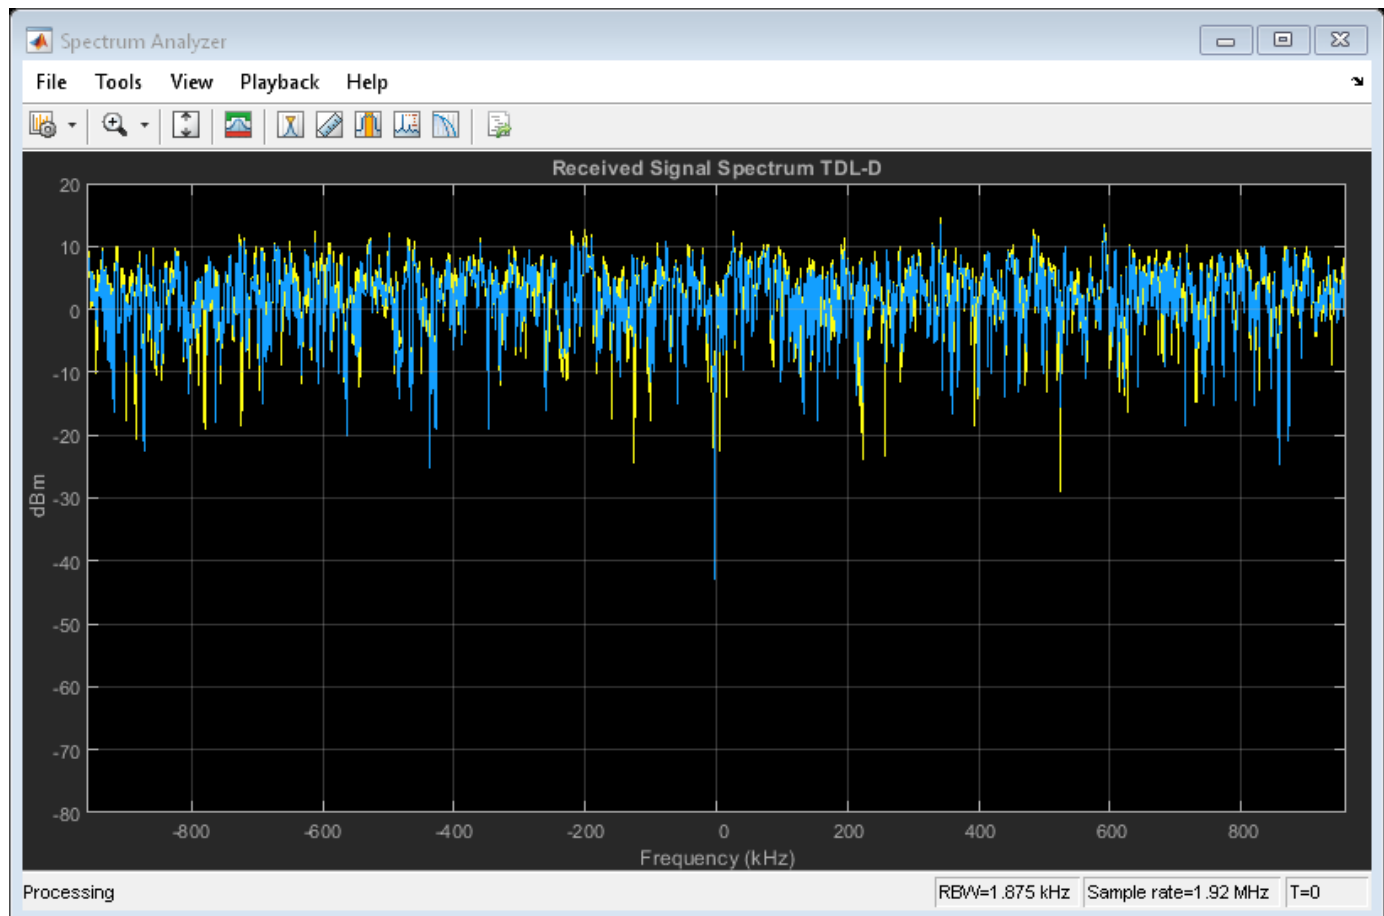 Spectrum Analyzer
File Tools View Playback Help
Received Signal Spectrum TDL-D
20
10
0
-10
-20
-30
-40
-50
-60
-70
-80
dBm
-800 -600 -400 -200 0 200 400 600 800
Frequency (kHz)
Processing RBW=1.875 kHz Sample rate=1.92 MHz T=0